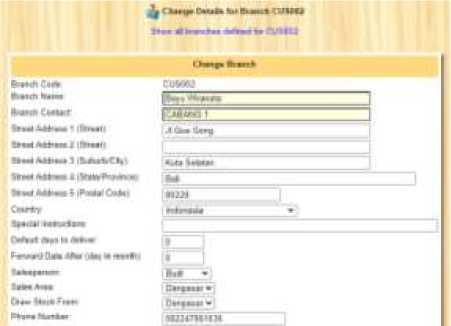 Change Details for Branch CUS002
Show all branches defined for CUS002
Change Branch
Branch Code: CUS002
Branch Name: Bayu Wiranata
Branch Contact: CABANG 1
Street Address 1 (Street): Jl Goa Gong
Street Address 2 (Street):
Street Address 3 (Suburb/City): Kuta Selatan
Street Address 4 (State/Province): Bali
Street Address 5 (Postal Code):
Country: Indonesia
Special Instructions:
Default days to deliver: 0
Forward Date After (day in month): 0
Salesperson:
Sales Area: Denpasar
Draw Stock From: Denpasar
Phone Number: